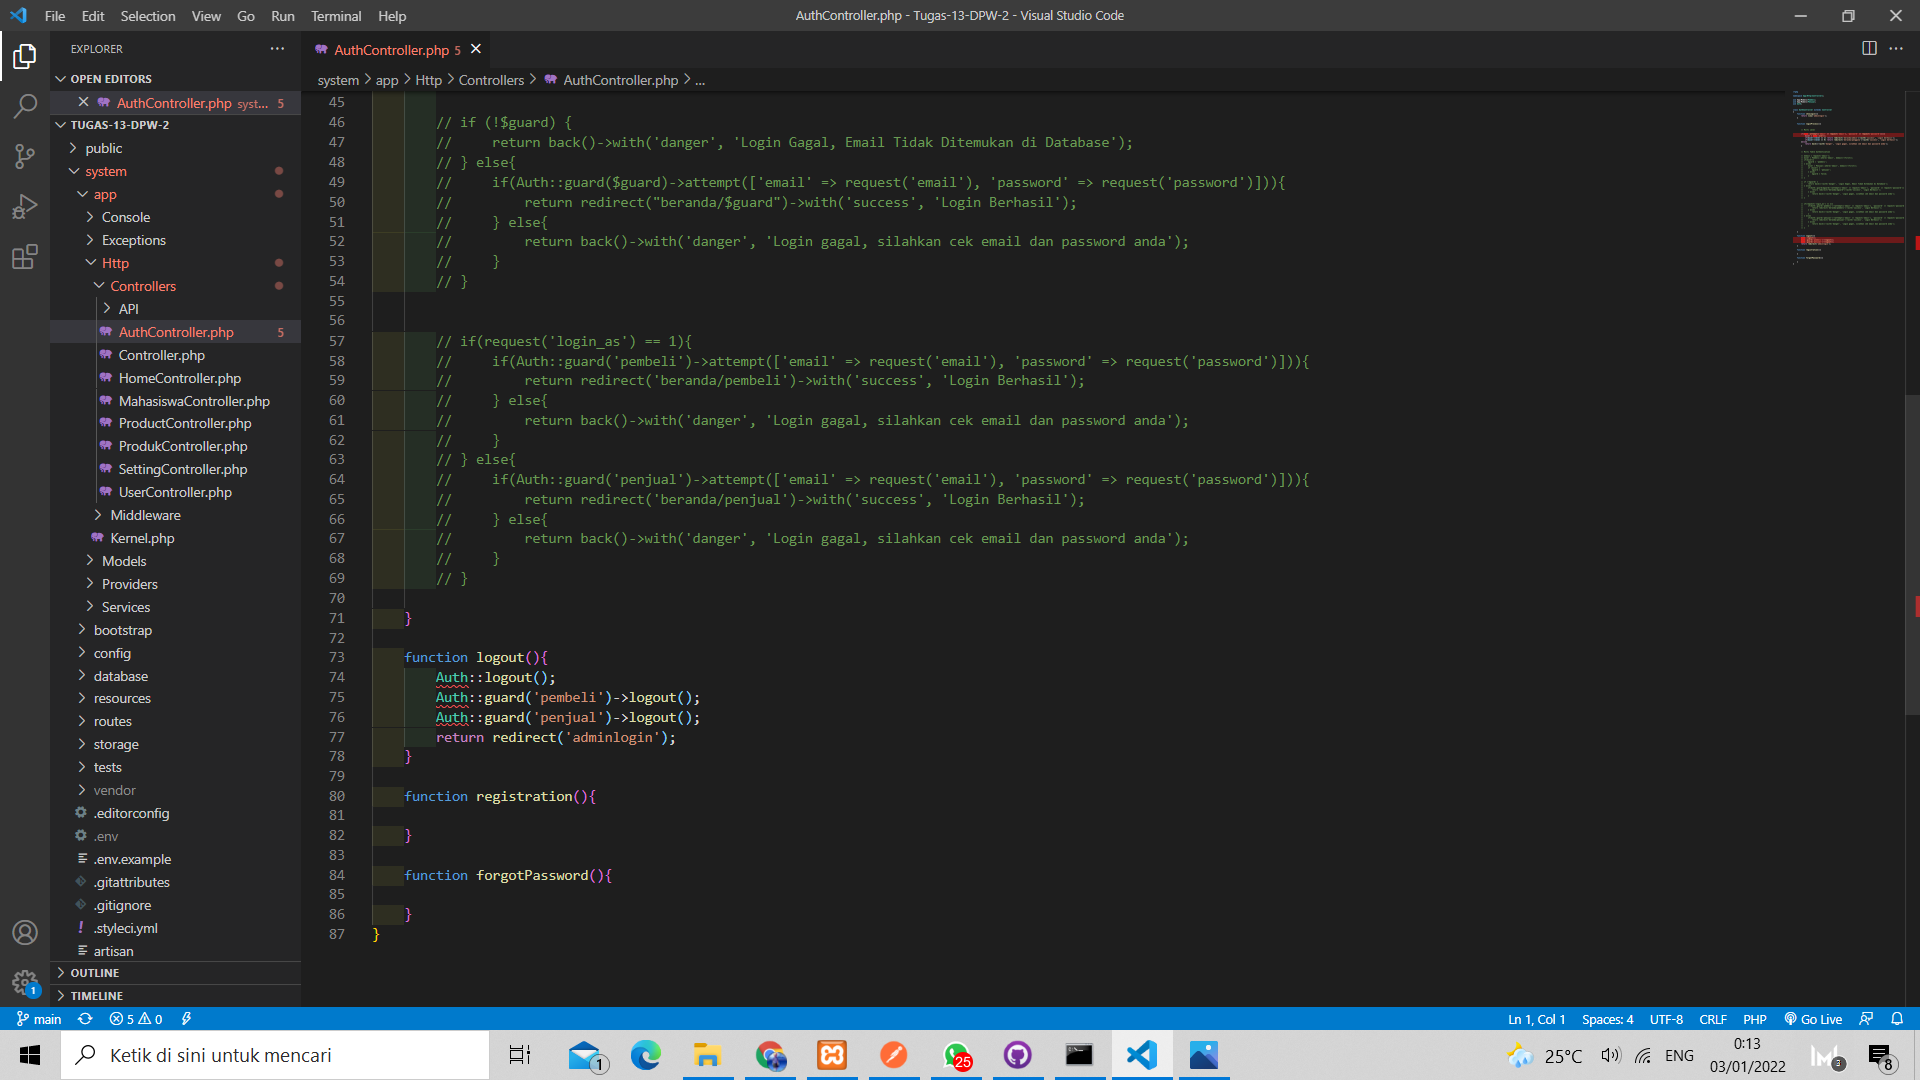 File Edit Selection View Go Run Terminal Help
AuthController.php - Tugas-13-DPW-2 - Visual Studio Code
EXPLORER
AuthController.php 5
OPEN EDITORS
system > app > Http > Controllers > AuthController.php > ...
AuthController.php syst... 5
TUGAS-13-DPW-2
public
system
app
Console
Exceptions
Http
Controllers
API
AuthController.php 5
Controller.php
HomeController.php
MahasiswaController.php
ProductController.php
ProdukController.php
SettingController.php
UserController.php
Middleware
Kernel.php
Models
Providers
Services
bootstrap
config
database
resources
routes
storage
tests
vendor
.editorconfig
.env
.env.example
.gitattributes
.gitignore
.styleci.yml
artisan
OUTLINE
TIMELINE
45
46 // if (!$guard) {
47 //     return back()->with('danger', 'Login Gagal, Email Tidak Ditemukan di Database');
48 // } else{
49 //     if(Auth::guard($guard)->attempt(['email' => request('email'), 'password' => request('password')])){
50 //         return redirect("beranda/$guard")->with('success', 'Login Berhasil');
51 //     } else{
52 //         return back()->with('danger', 'Login gagal, silahkan cek email dan password anda');
53 //     }
54 // }
55
56
57 // if(request('login_as') == 1){
58 //     if(Auth::guard('pembeli')->attempt(['email' => request('email'), 'password' => request('password')])){
59 //         return redirect('beranda/pembeli')->with('success', 'Login Berhasil');
60 //     } else{
61 //         return back()->with('danger', 'Login gagal, silahkan cek email dan password anda');
62 //     }
63 // } else{
64 //     if(Auth::guard('penjual')->attempt(['email' => request('email'), 'password' => request('password')])){
65 //         return redirect('beranda/penjual')->with('success', 'Login Berhasil');
66 //     } else{
67 //         return back()->with('danger', 'Login gagal, silahkan cek email dan password anda');
68 //     }
69 // }
70
71 }
72
73 function logout(){
74 Auth::logout();
75 Auth::guard('pembeli')->logout();
76 Auth::guard('penjual')->logout();
77 return redirect('adminlogin');
78 }
79
80 function registration(){
81
82 }
83
84 function forgotPassword(){
85
86 }
87 }
1
main 5 0
Ln 1, Col 1 Spaces: 4 UTF-8 CRLF PHP Go Live
Ketik di sini untuk mencari
1
25
25°C
ENG
0:13
03/01/2022
3
8